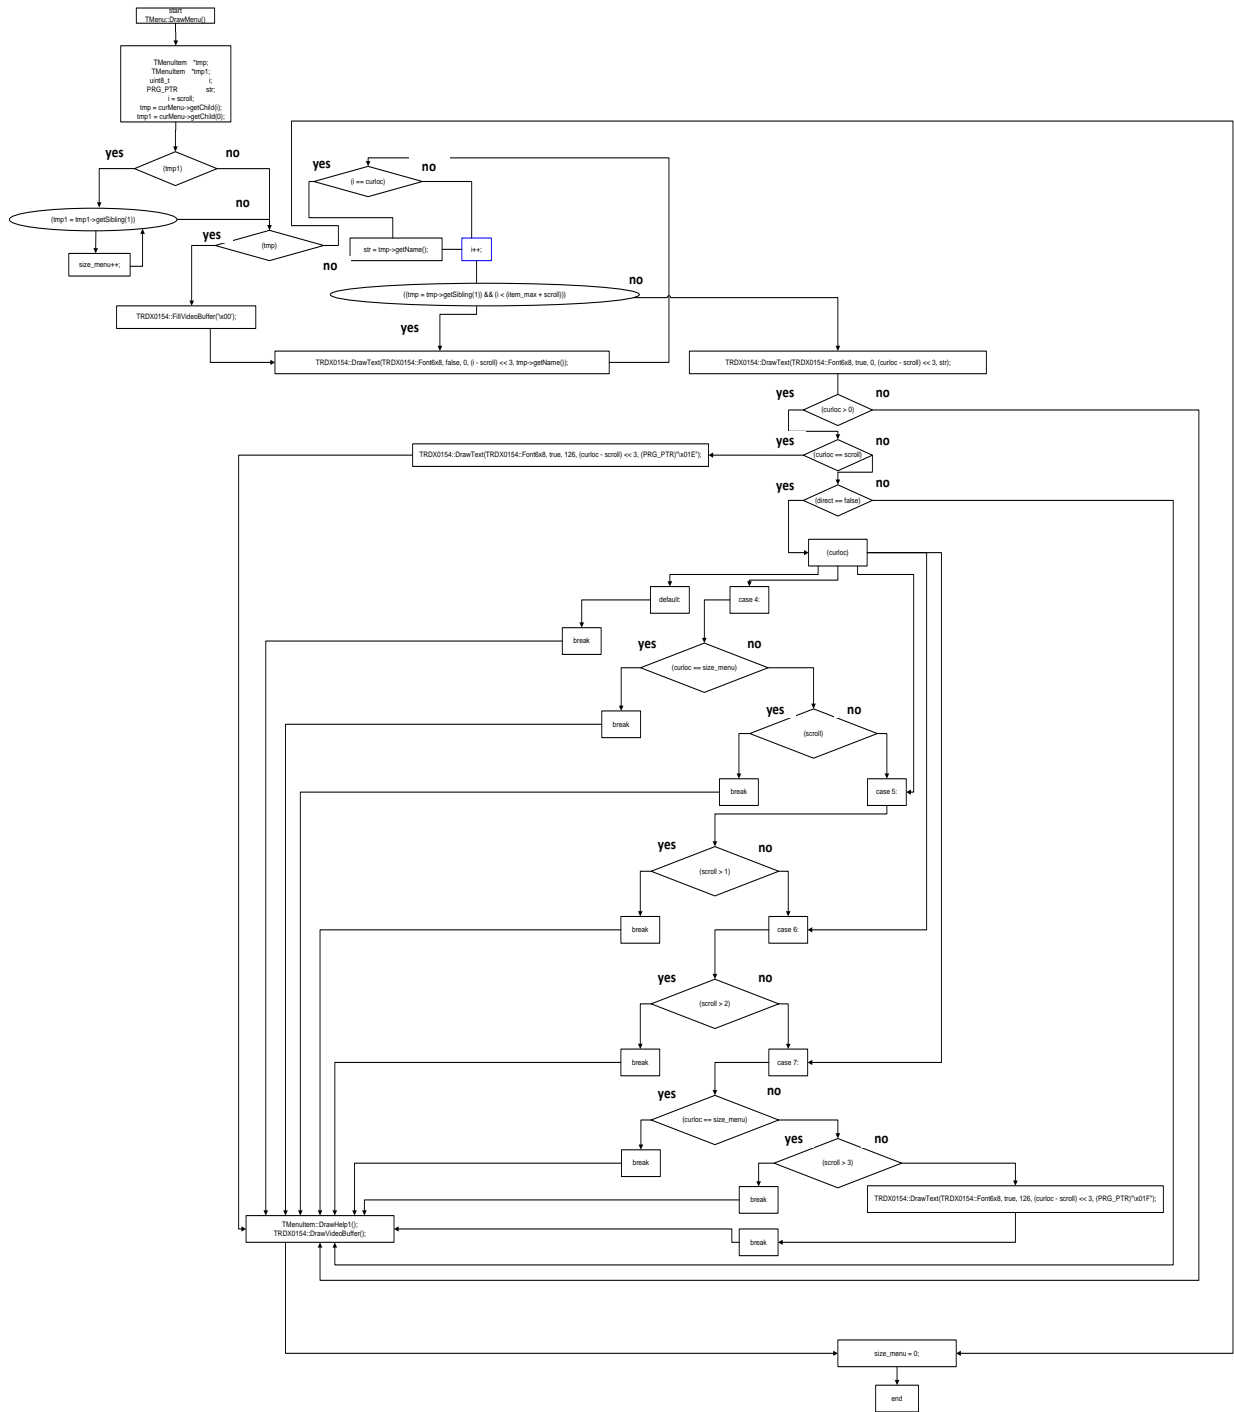 start
TMenu::DrawMenu()
TMenuItem *tmp;
TMenuItem *tmp1;
uint8_t i;
PRG_PTR str;
i = scroll;
tmp = curMenu->getChild(i);
tmp1 = curMenu->getChild(0);
yes
no
(tmp1)
yes
no
(i == curloc)
no
(tmp1 = tmp1->getSibling(1))
yes
(tmp)
no
size_menu++;
str = tmp->getName();
i++;
no
((tmp = tmp->getSibling(1)) && (i < (item_max + scroll)))
yes
TRDX0154::FillVideoBuffer('\x00');
TRDX0154::DrawText(TRDX0154::Font6x8, false, 0, (i - scroll) << 3, tmp->getName());
TRDX0154::DrawText(TRDX0154::Font6x8, true, 0, (curloc - scroll) << 3, str);
yes
no
(curloc > 0)
yes
no
(curloc == scroll)
TRDX0154::DrawText(TRDX0154::Font6x8, true, 126, (curloc - scroll) << 3, (PRG_PTR)"\x01E");
yes
no
(direct == false)
(curloc)
default:
case 4:
break
yes
no
(curloc == size_menu)
break
yes
no
(scroll)
break
case 5:
yes
no
(scroll > 1)
break
case 6:
yes
no
(scroll > 2)
break
case 7:
yes
no
(curloc == size_menu)
yes
no
break
(scroll > 3)
break
TRDX0154::DrawText(TRDX0154::Font6x8, true, 126, (curloc - scroll) << 3, (PRG_PTR)"\x01F");
TMenuItem::DrawHelp1();
TRDX0154::DrawVideoBuffer();
break
size_menu = 0;
end